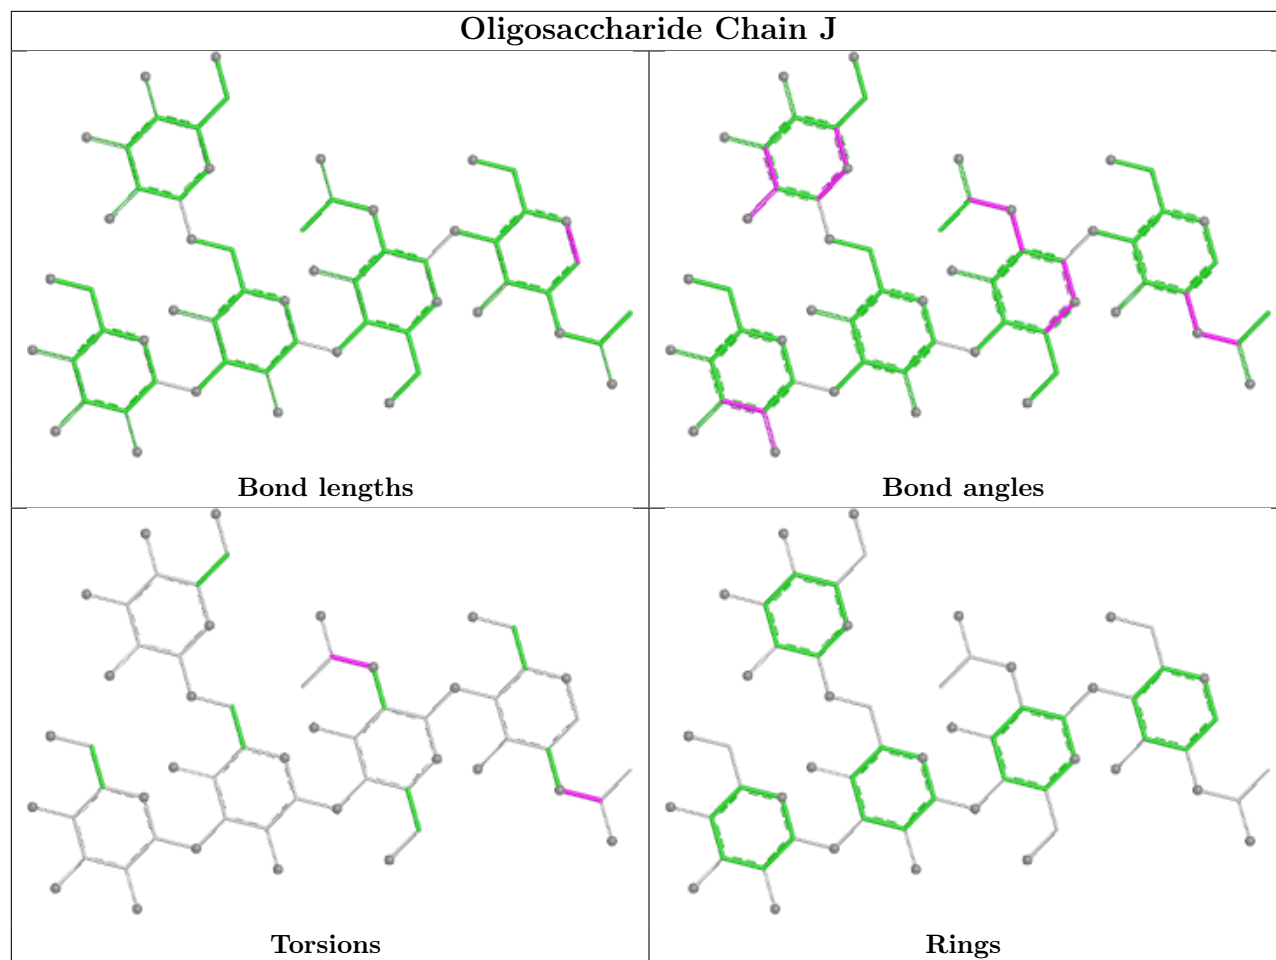 Oligosaccharide Chain J
Bond lengths
Bond angles
Torsions
Rings